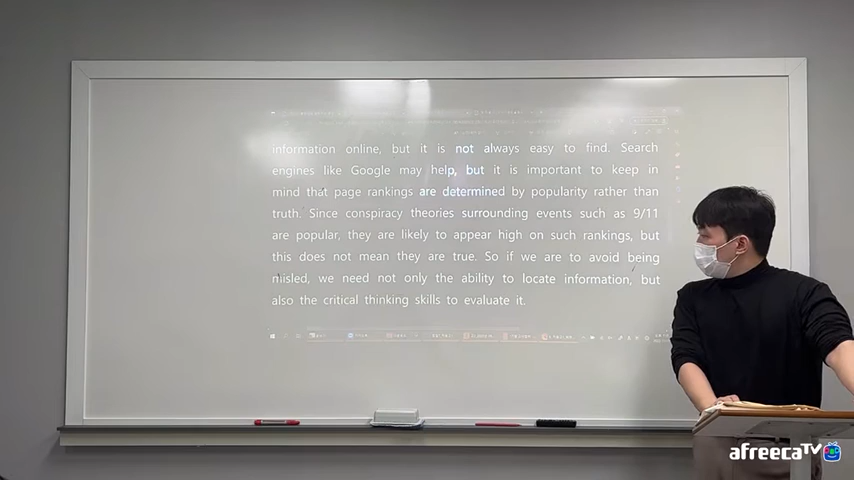 information online, but it is not always easy to find. Search
engines like Google may help, but it is important to keep in
mind that page rankings are determined by popularity rather than
truth. Since conspiracy theories surrounding events such as 9/11
are popular, they are likely to appear high on such rankings, but
this does not mean they are true. So if we are to avoid being
misled, we need not only the ability to locate information, but
also the critical thinking skills to evaluate it.
afreecaTV